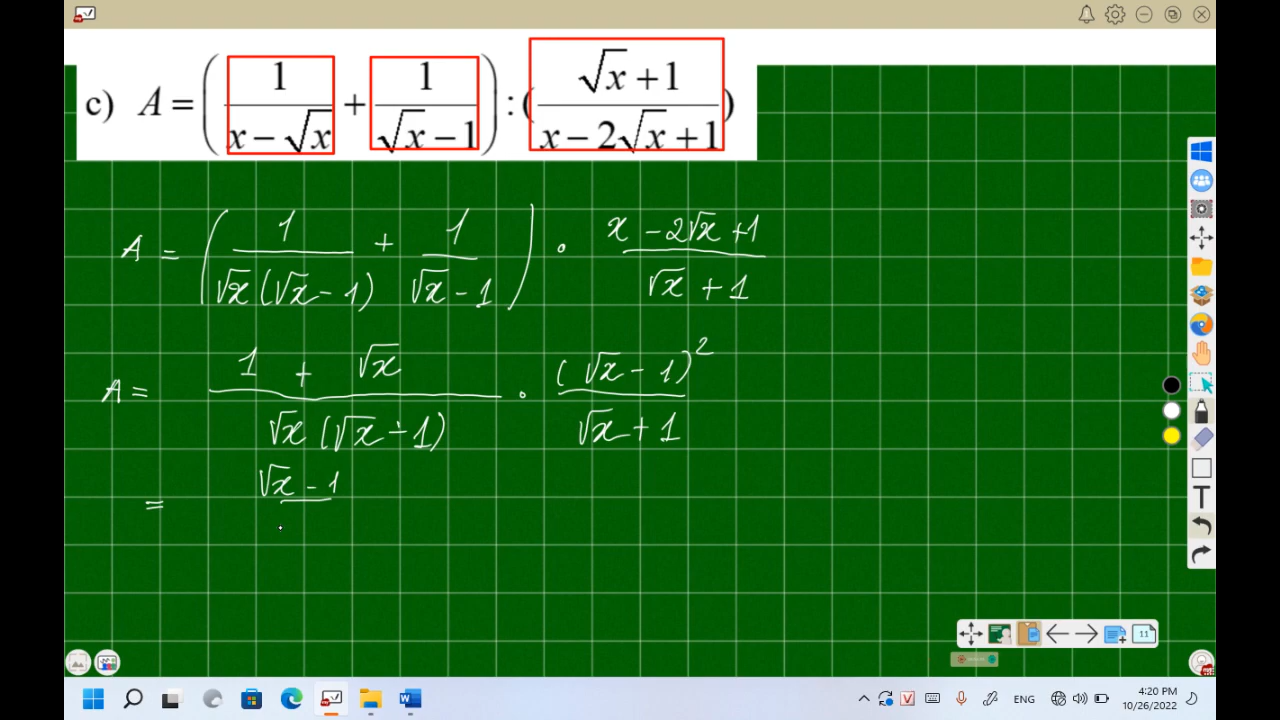 c) A = ( 1/(x − √x) + 1/(√x − 1) ) : ( (√x + 1)/(x − 2√x + 1) )
A = ( 1/(√x (√x − 1)) + 1/(√x − 1) ) . (x − 2√x + 1)/(√x + 1)
A = (1 + √x)/(√x (√x − 1)) . (√x − 1)²/(√x + 1)
= √x − 1
T
11
ENG
4:20 PM
10/26/2022